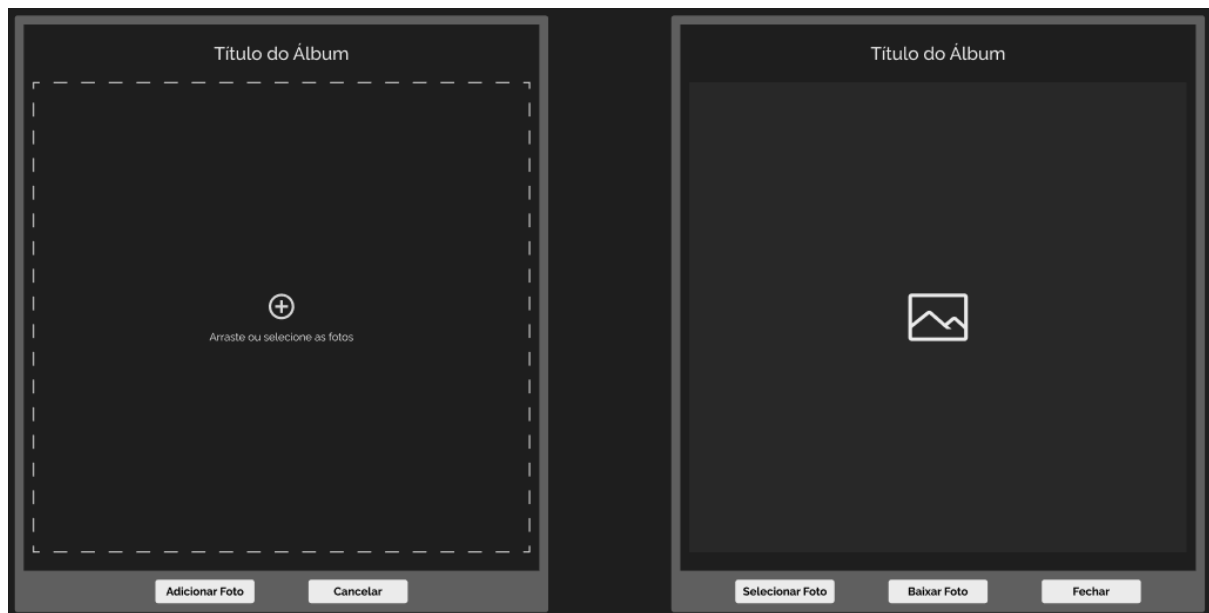 Título do Álbum
Arraste ou selecione as fotos
Adicionar Foto
Cancelar
Título do Álbum
Selecionar Foto
Baixar Foto
Fechar